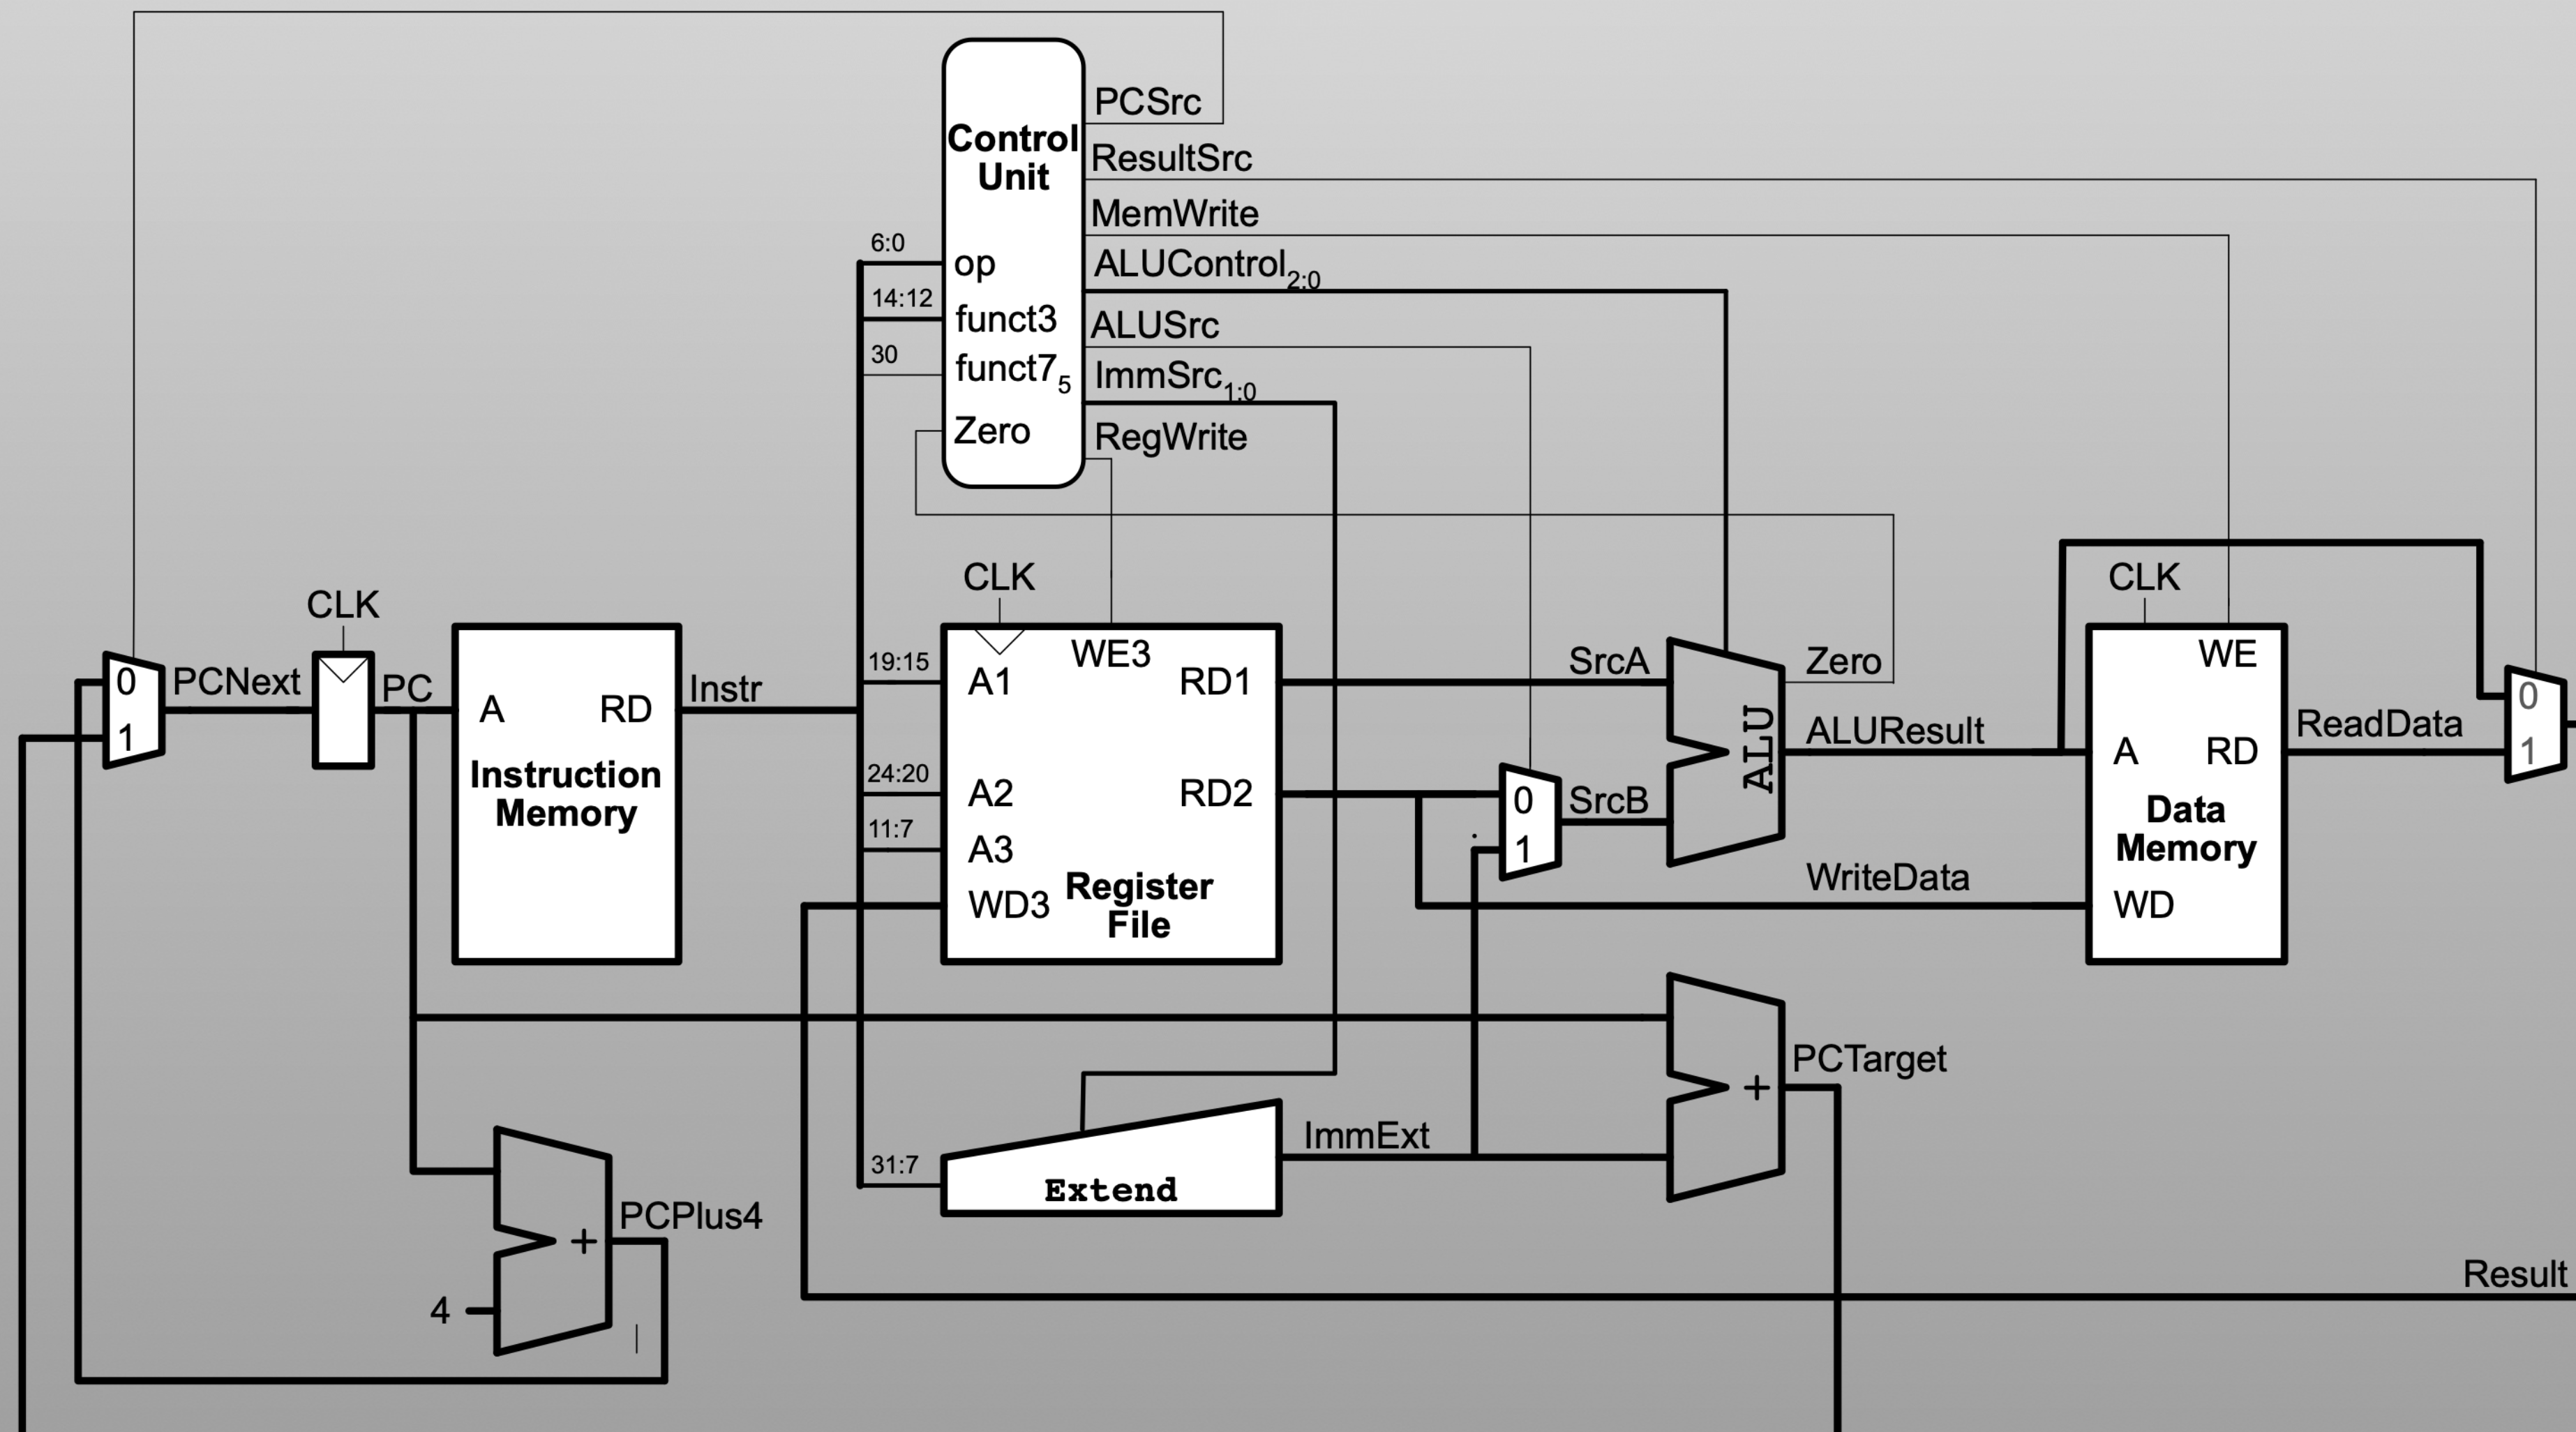 PCSrc
Control
Unit
ResultSrc
MemWrite
6:0
op
ALUControl2:0
14:12
funct3
ALUSrc
30
funct75
ImmSrc1:0
Zero
RegWrite
CLK
CLK
CLK
0
PCNext
PC
1
A
RD
Instr
Instruction
Memory
19:15
A1
WE3
RD1
24:20
A2
RD2
11:7
A3
WD3
Register
File
SrcA
Zero
ALU
ALUResult
0
SrcB
1
WriteData
WE
A
RD
Data
Memory
WD
ReadData
0
1
PCTarget
+
ImmExt
31:7
Extend
PCPlus4
+
4
Result